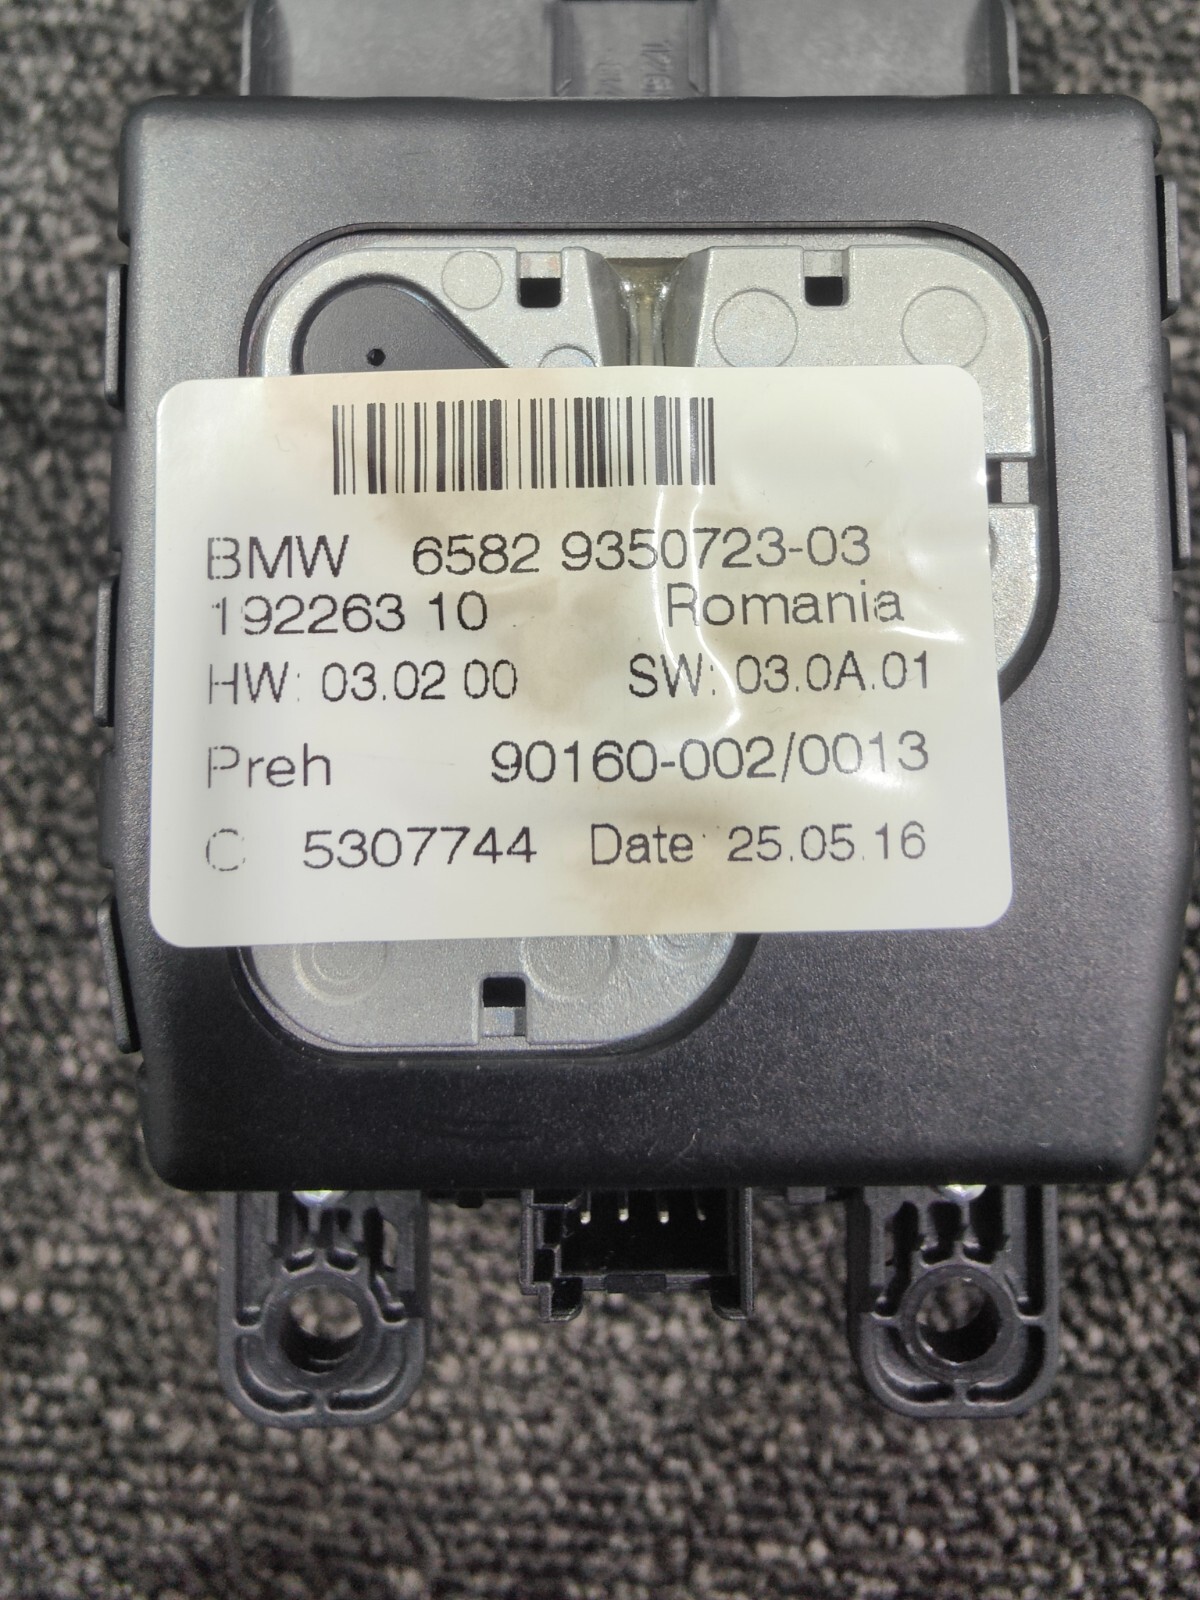 BMW 6582 9350723-03
192263 10 Romania
HW: 03.02 00 SW: 03.0A.01
Preh 90160-002/0013
C 5307744 Date: 25.05.16